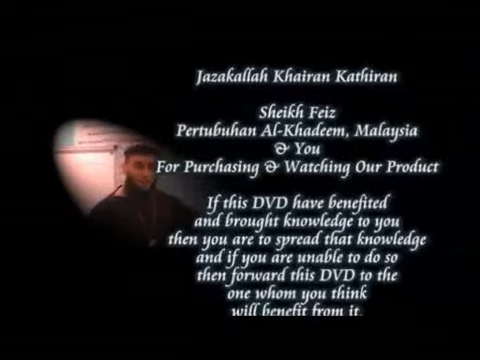 Jazakallah Khairan Kathiran
Sheikh Feiz
Pertubuhan Al-Khadeem, Malaysia
& You
For Purchasing & Watching Our Product
If this DVD have benefited
and brought knowledge to you
then you are to spread that knowledge
and if you are unable to do so
then forward this DVD to the
one whom you think
will benefit from it.